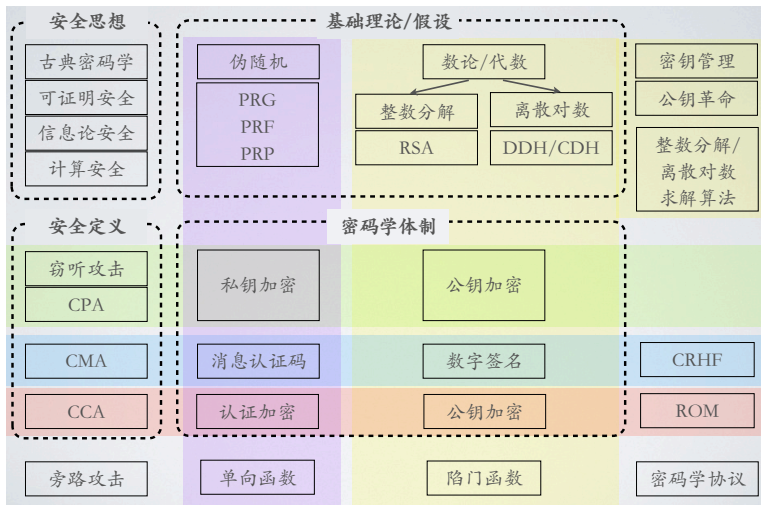 安全思想
基础理论/假设
古典密码学
伪随机
数论/代数
密钥管理
可证明安全
PRG
整数分解
离散对数
公钥革命
信息论安全
PRF
RSA
DDH/CDH
整数分解/
计算安全
PRP
离散对数
求解算法
安全定义
密码学体制
窃听攻击
私钥加密
公钥加密
CPA
CMA
消息认证码
数字签名
CRHF
CCA
认证加密
公钥加密
ROM
旁路攻击
单向函数
陷门函数
密码学协议